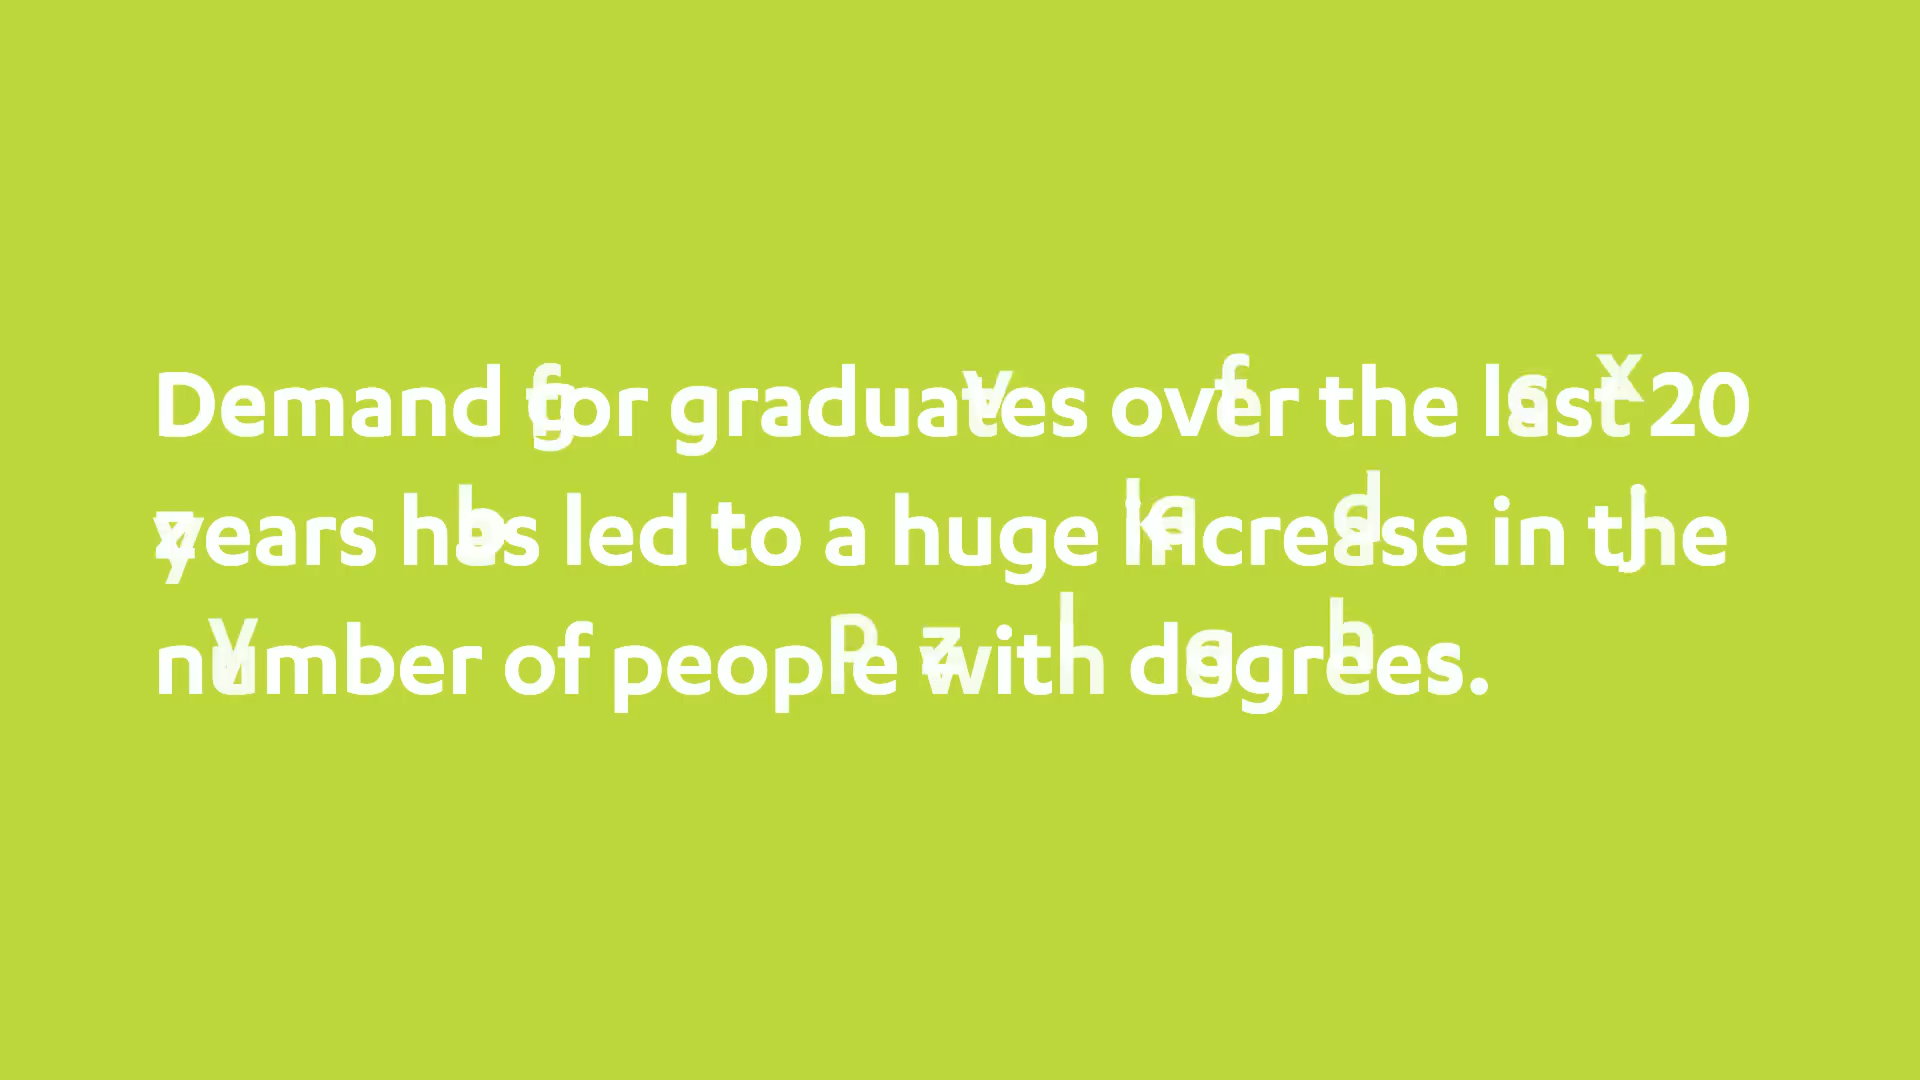 Demand for graduates over the last 20
years has led to a huge increase in the
number of people with degrees.